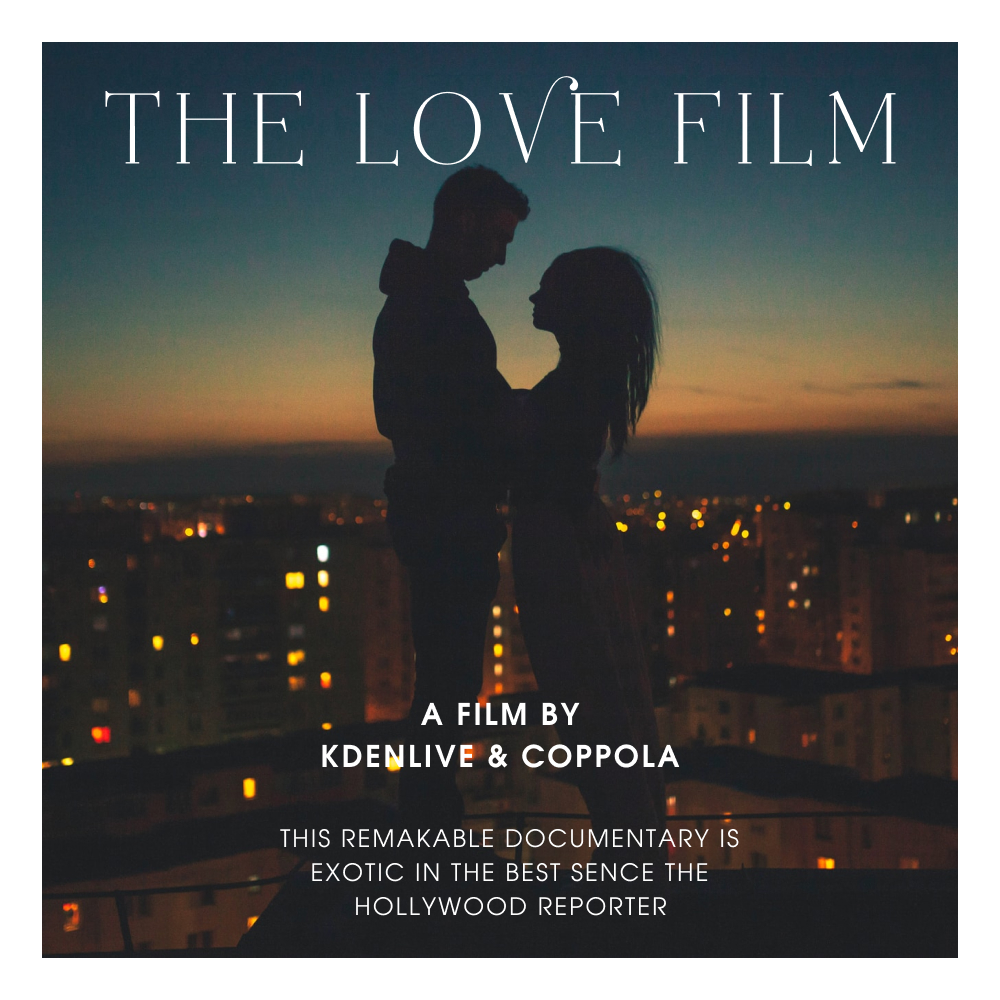 THE LOVE FILM
A FILM BY
KDENLIVE & COPPOLA
THIS REMAKABLE DOCUMENTARY IS
EXOTIC IN THE BEST SENCE THE
HOLLYWOOD REPORTER